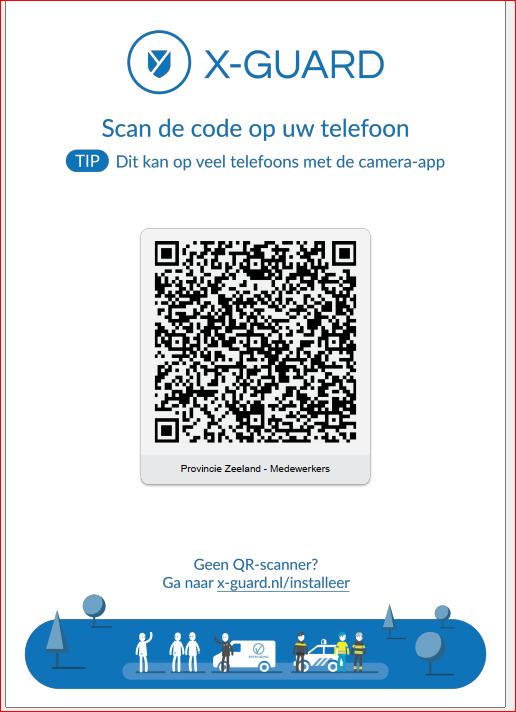 X-GUARD
Scan de code op uw telefoon
TIP Dit kan op veel telefoons met de camera-app
Provincie Zeeland - Medewerkers
Geen QR-scanner?
Ga naar x-guard.nl/installeer